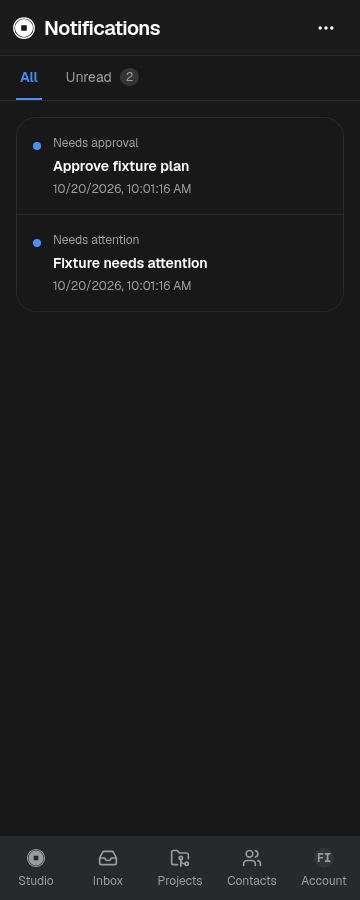 Notifications
All
Unread 2
Needs approval
Approve fixture plan
10/20/2026, 10:01:16 AM
Needs attention
Fixture needs attention
10/20/2026, 10:01:16 AM
FI
Studio Inbox Projects Contacts Account